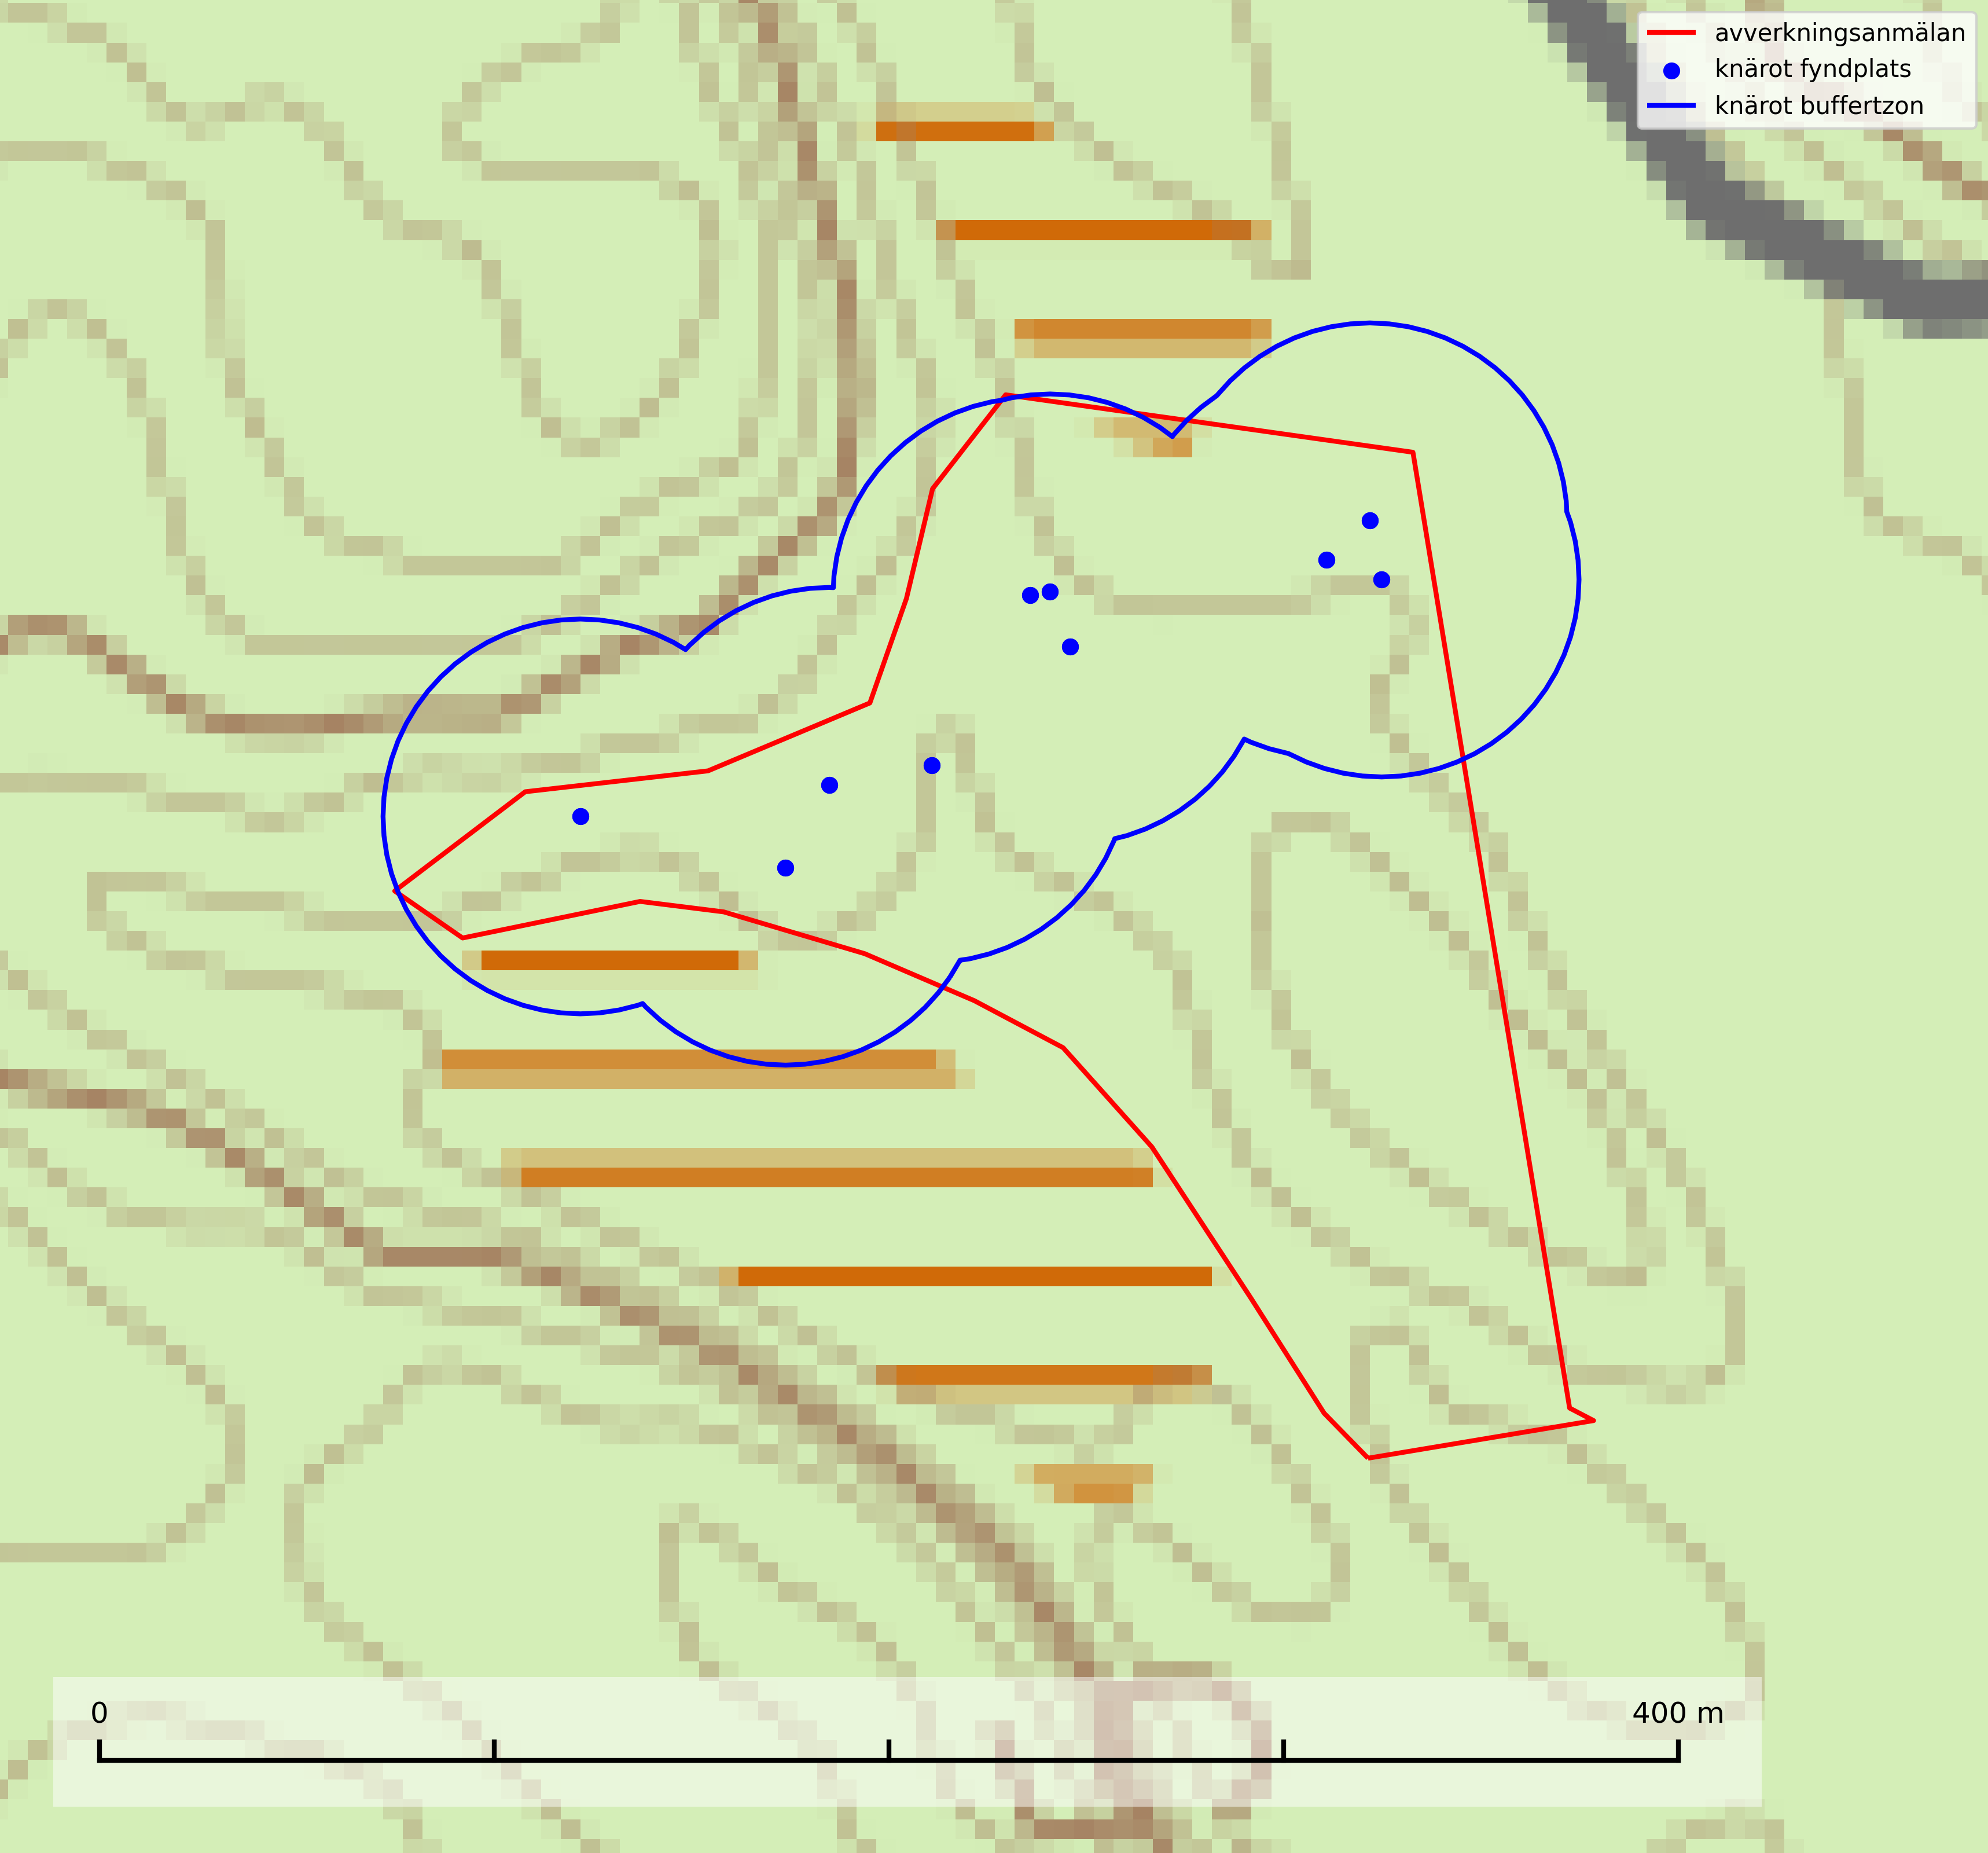 avverkningsanmälan
knärot fyndplats
knärot buffertzon
0
400 m